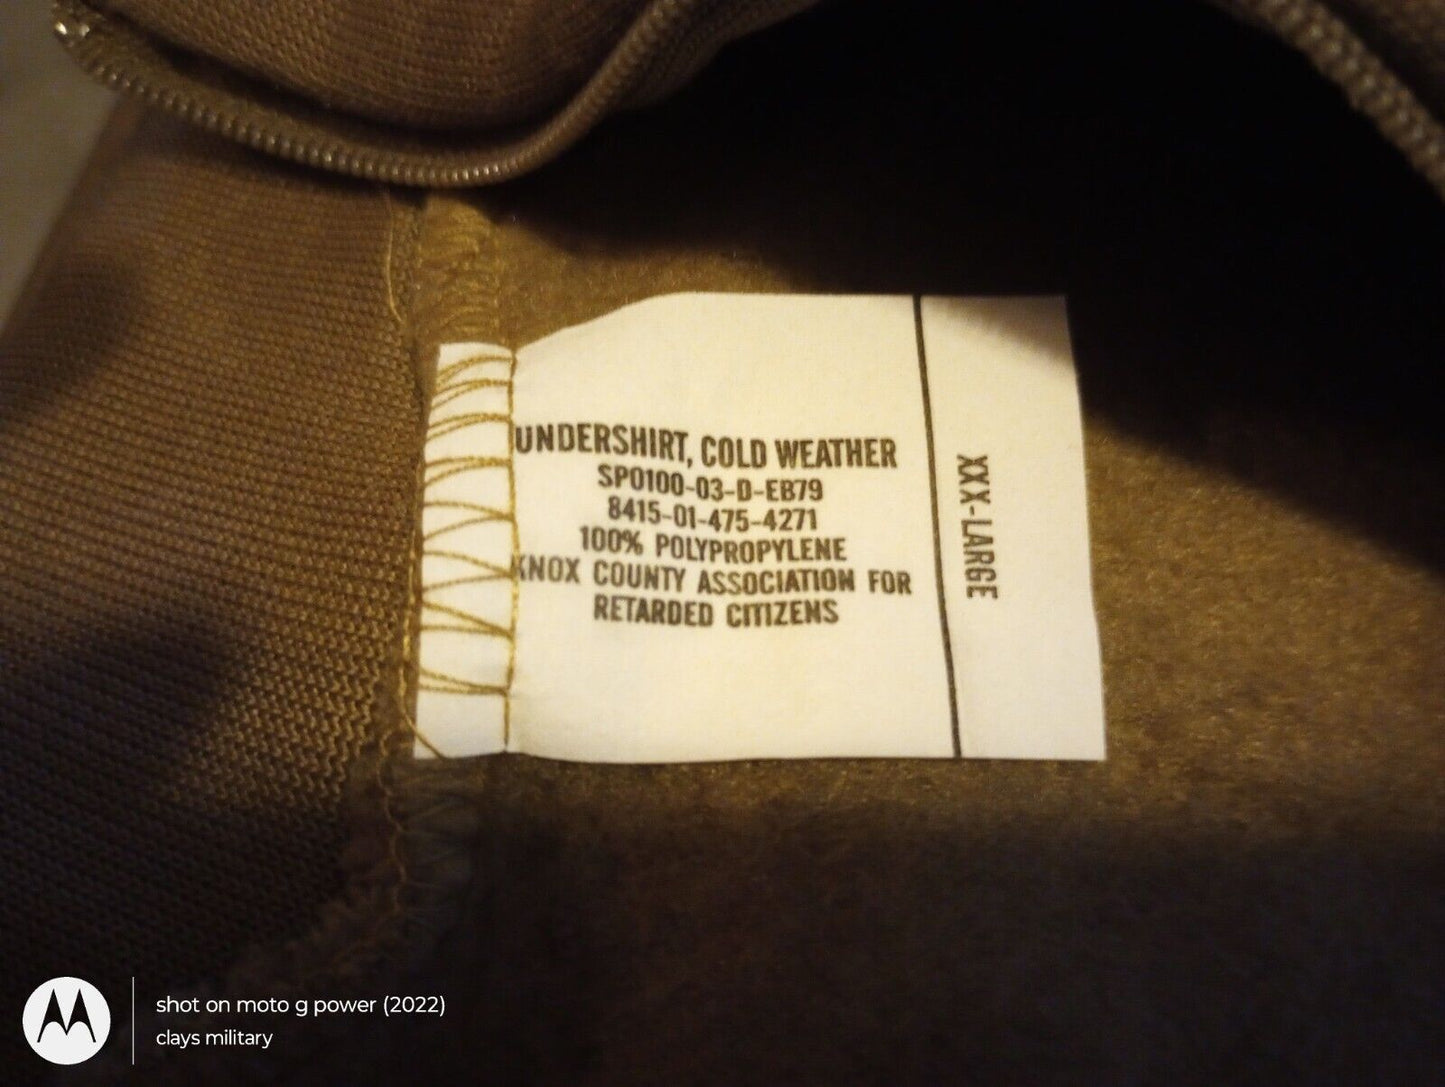 UNDERSHIRT, COLD WEATHER
SPO100-03-D-EB79
8415-01-475-4271
100% POLYPROPYLENE
KNOX COUNTY ASSOCIATION FOR
RETARDED CITIZENS
XXX-LARGE
shot on moto g power (2022)
clays military